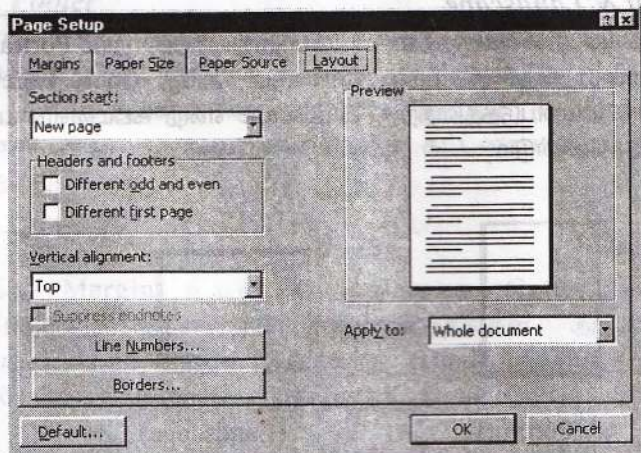 Page Setup
Margins Paper Size Paper Source Layout
Section start:
New page
Headers and footers
Different odd and even
Different first page
Vertical alignment:
Top
Suppress endnotes
Line Numbers...
Borders...
Preview
Apply to: Whole document
Default... OK Cancel